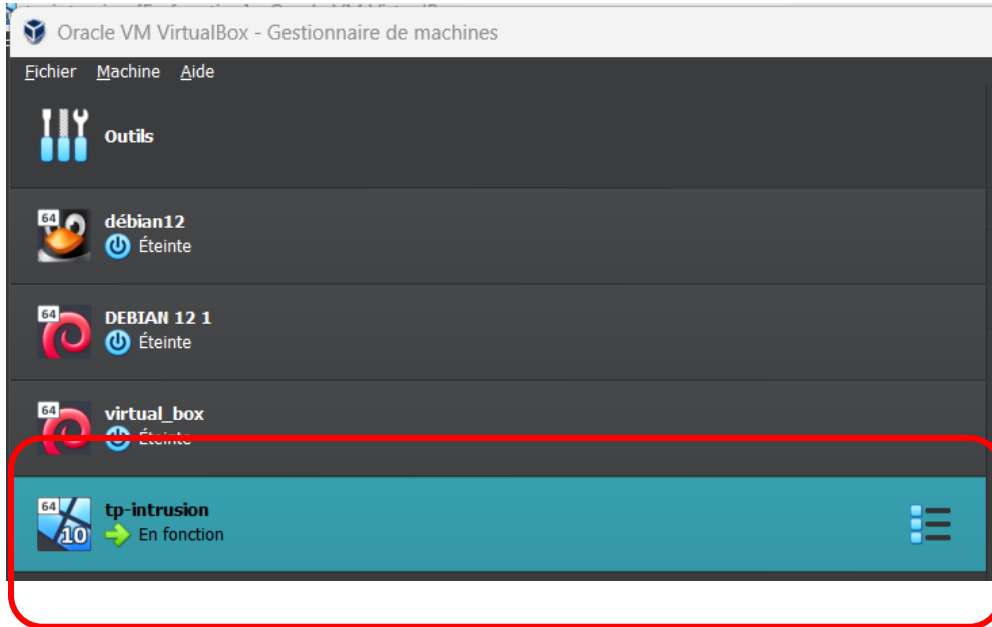 Oracle VM VirtualBox - Gestionnaire de machines
Fichier Machine Aide
Outils
64
débian12
Éteinte
64
DEBIAN 12 1
Éteinte
64
virtual_box
Éteinte
64
10
tp-intrusion
En fonction